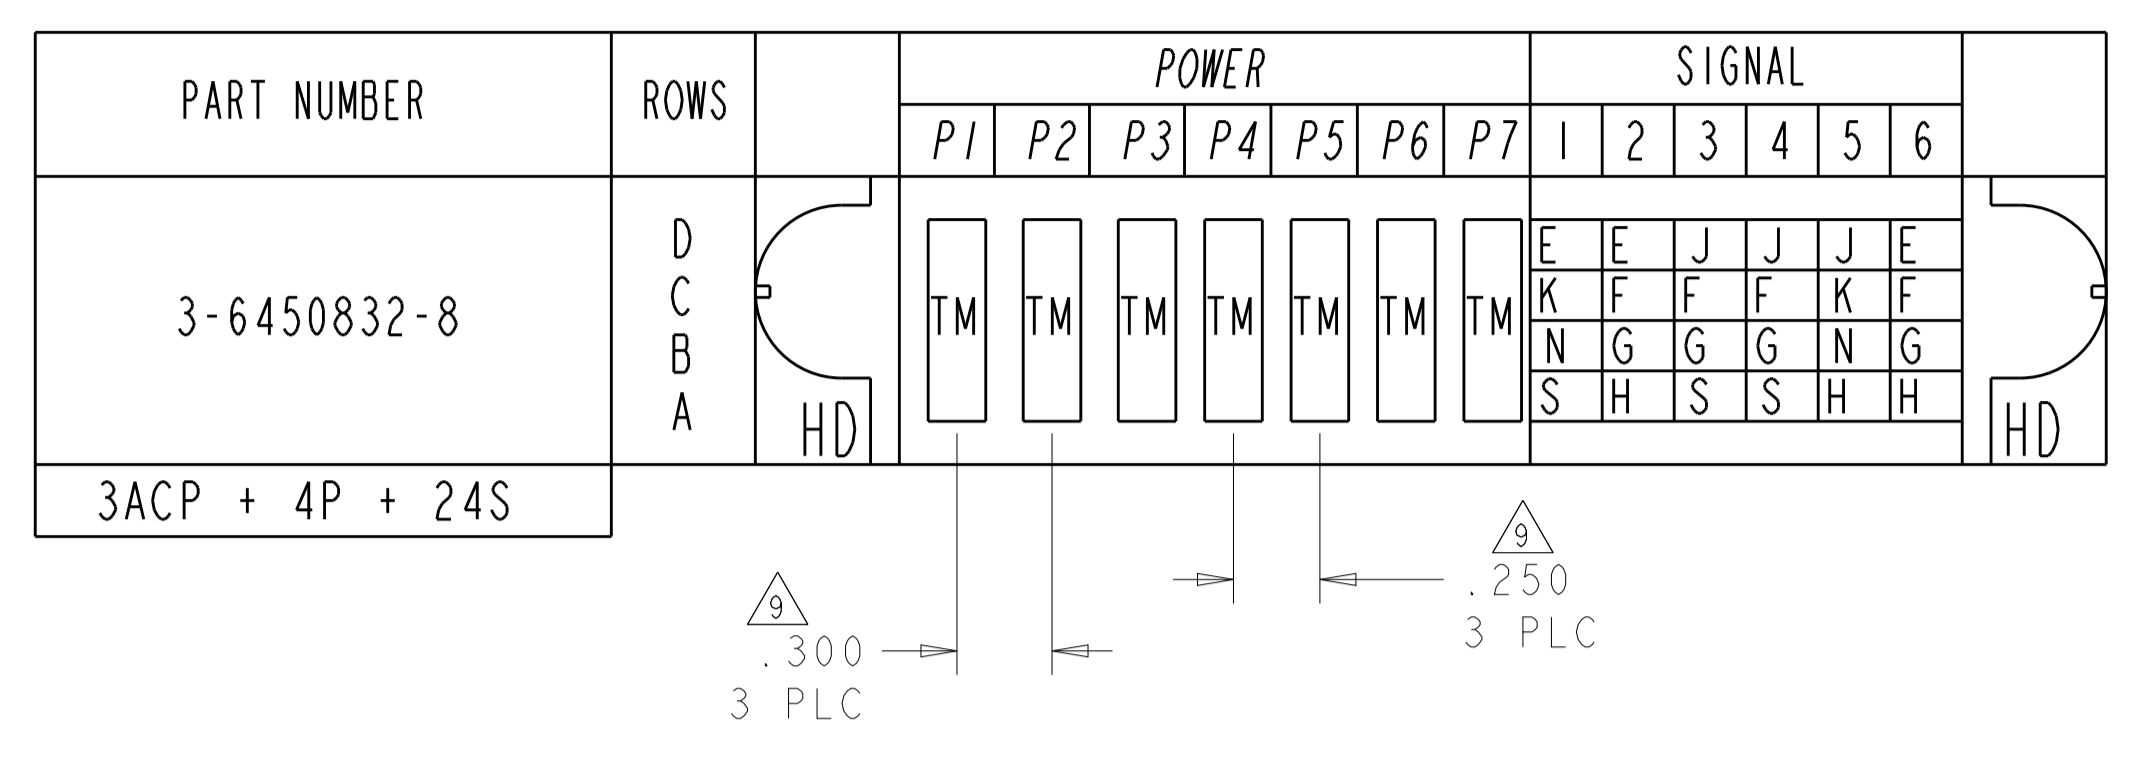 PART NUMBER ROWS POWER SIGNAL
P1 P2 P3 P4 P5 P6 P7 1 2 3 4 5 6
3-6450832-8
D E E J J J E
C K F F F K F
TM TM TM TM TM TM TM
B N G G G N G
A S H S S H H
HD HD
3ACP + 4P + 24S
9
.250
3 PLC
9
.300
3 PLC